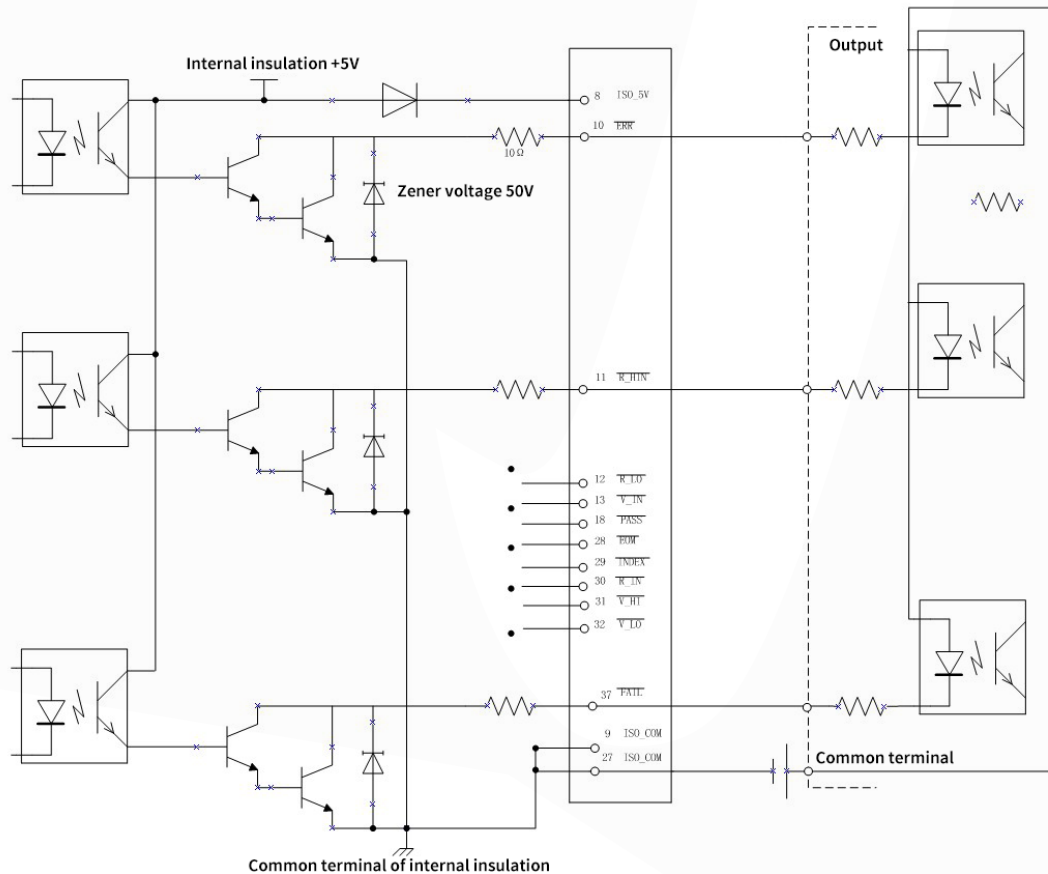 Output
Internal insulation +5V
8 ISO_5V
10 ERR
10Ω
Zener voltage 50V
11 R_HIN
12 R_LO
13 V_IN
18 PASS
28 EOM
29 INDEX
30 R_IN
31 V_HI
32 V_LO
37 FAIL
9 ISO_COM
27 ISO_COM
Common terminal
Common terminal of internal insulation